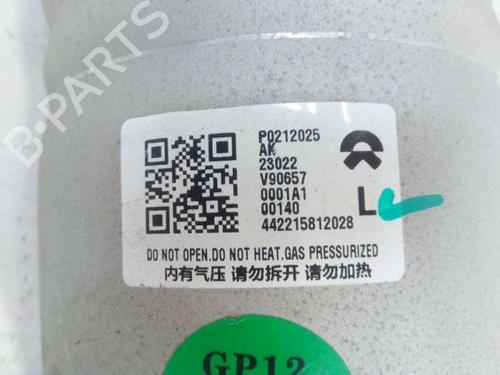 B-PARTS
P0212025
AK
23022
V90657
0001A1
00140
L
442215812028
DO NOT OPEN.DO NOT HEAT.GAS PRESSURIZED
内有气压 请勿拆开 请勿加热
GP12